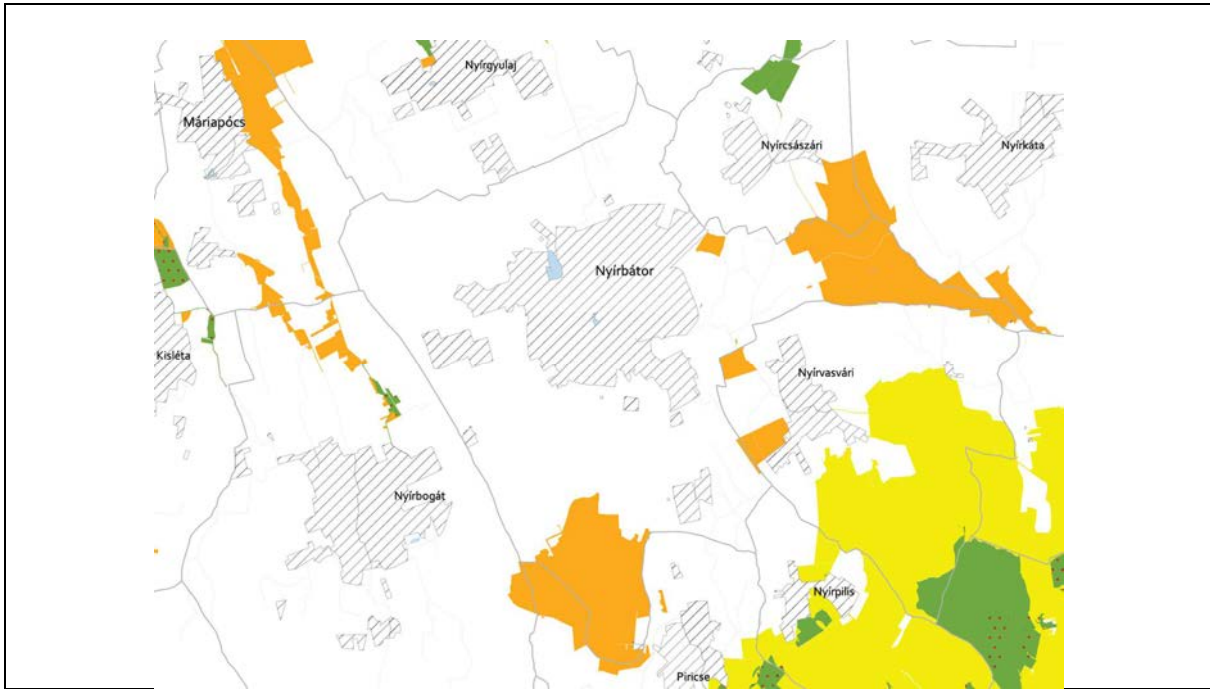 Nyírgyulaj
Máriapócs
Nyírcsászári
Nyírkáta
Nyírbátor
Kisléta
Nyírvasvári
Nyírbogát
Nyírpilis
Piricse